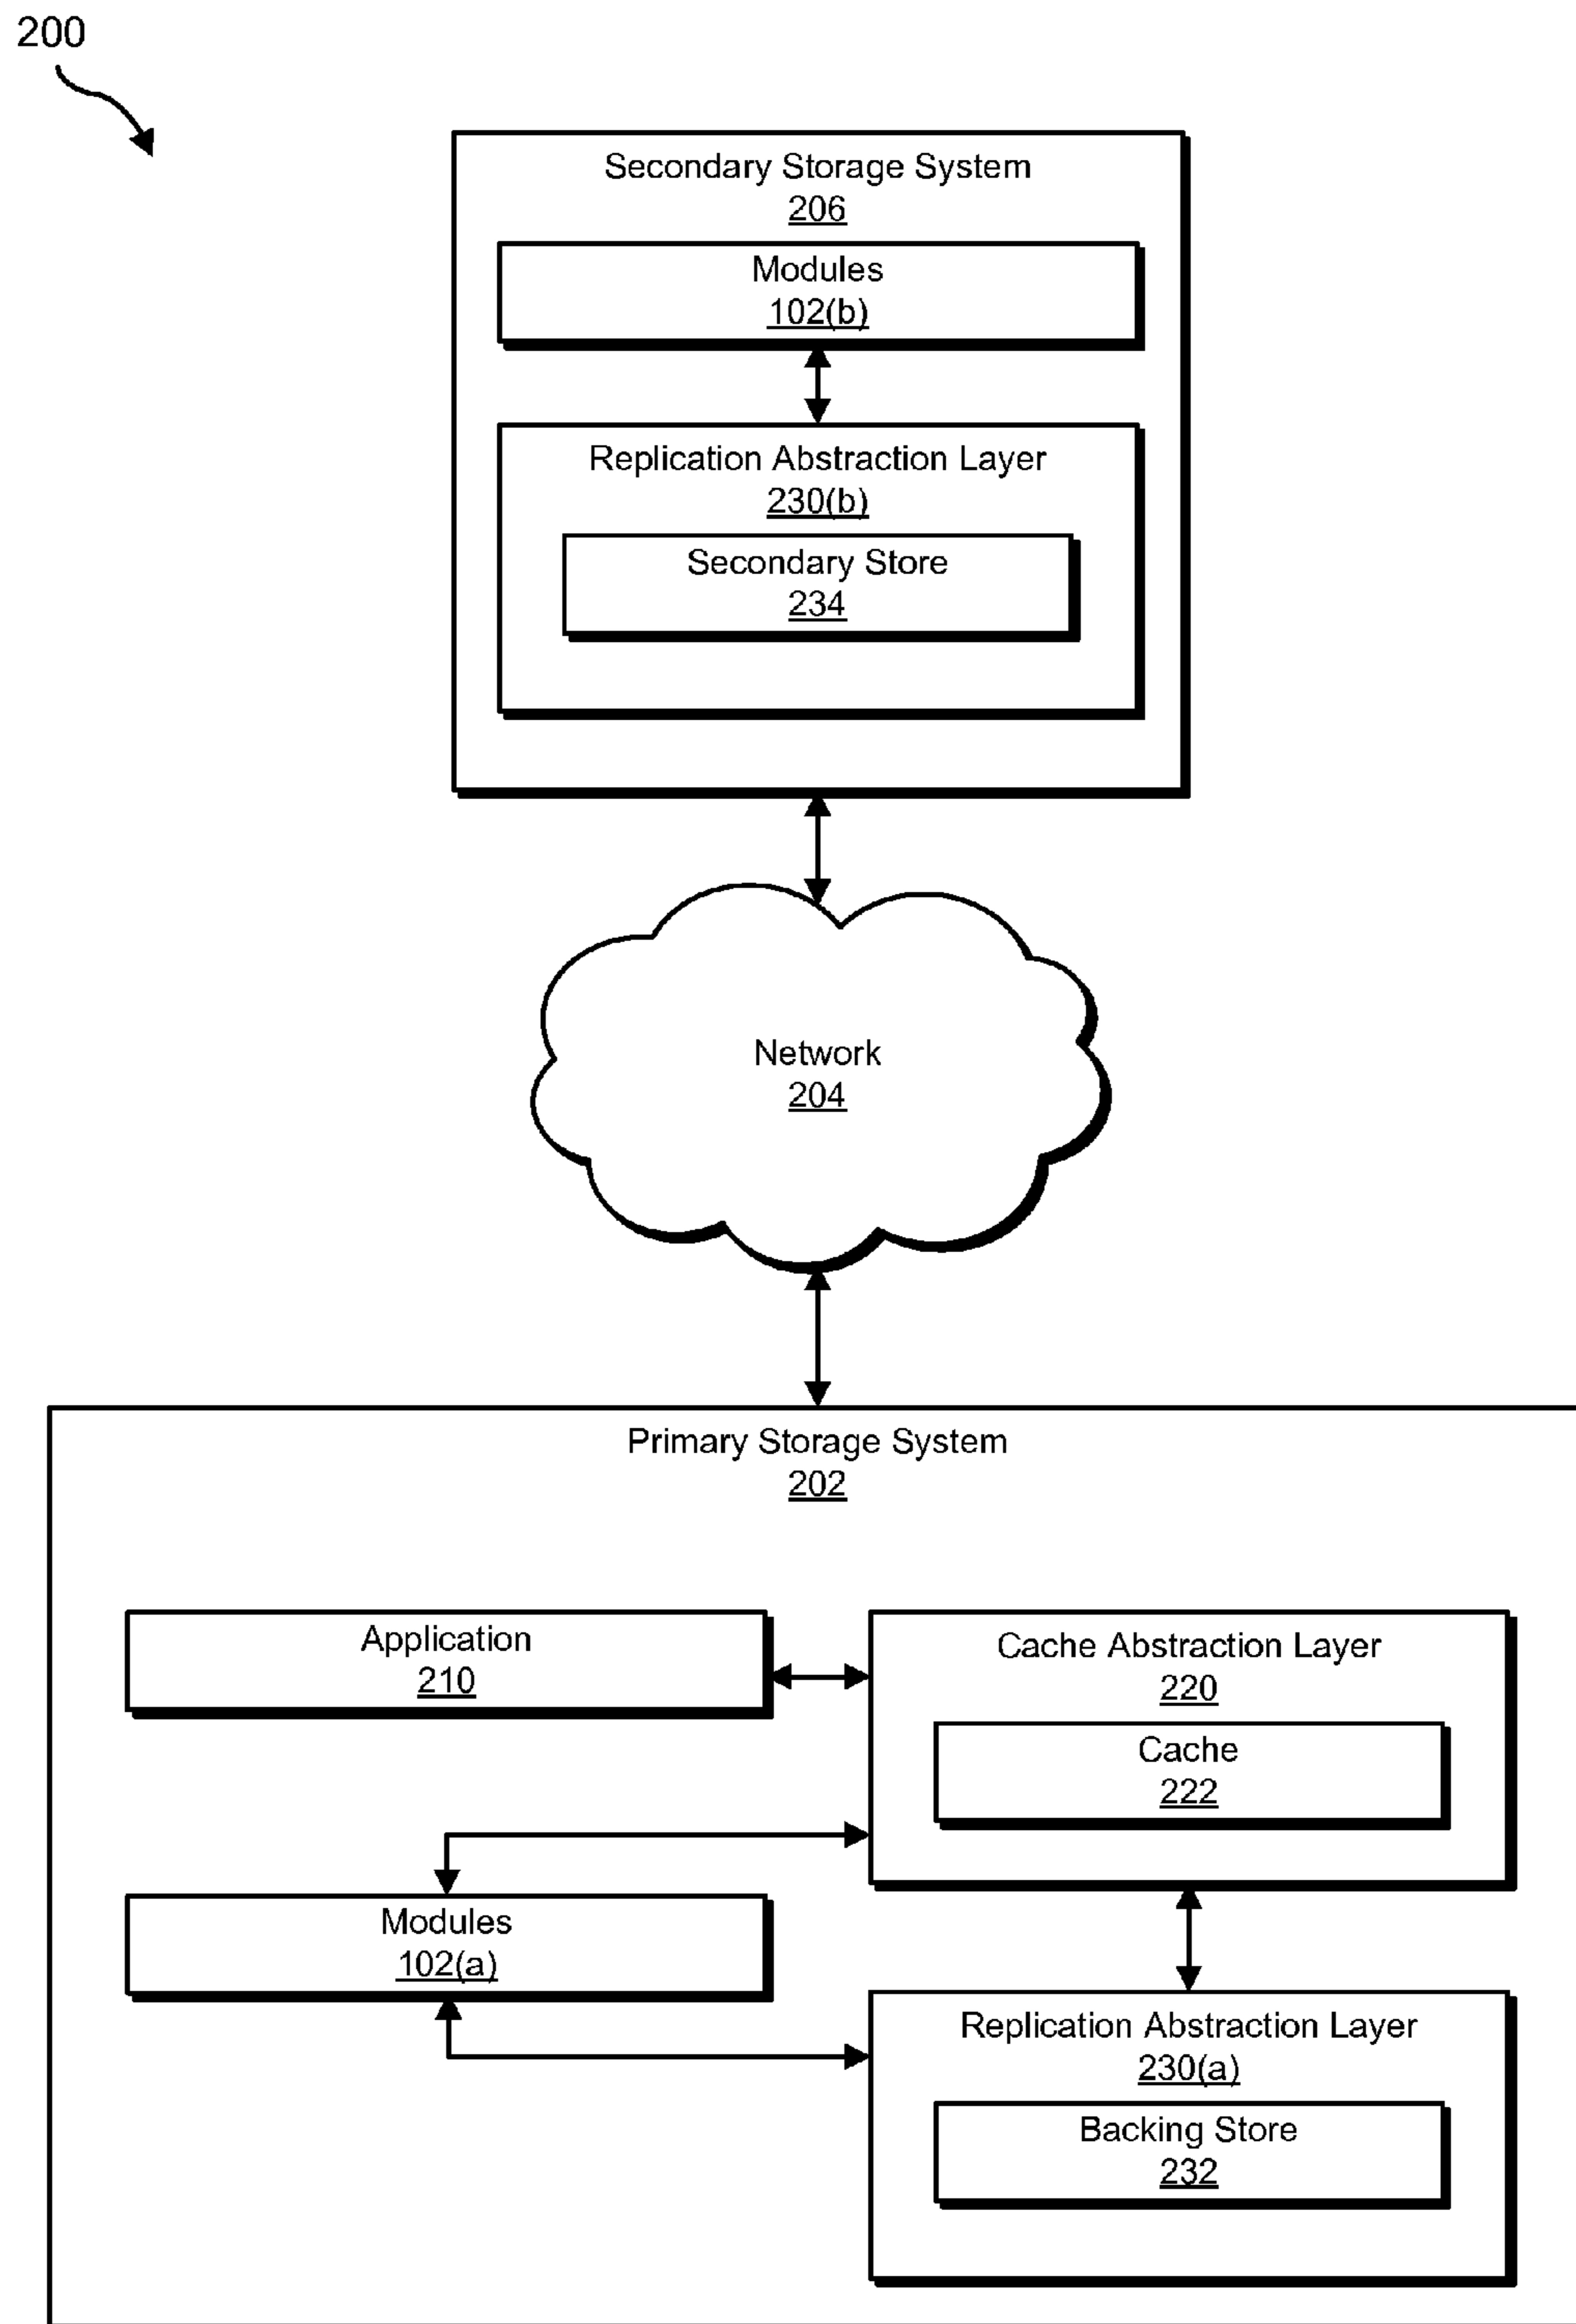 200
Secondary Storage System
206
Modules
102(b)
Replication Abstraction Layer
230(b)
Secondary Store
234
Network
204
Primary Storage System
202
Application
210
Cache Abstraction Layer
220
Cache
222
Modules
102(a)
Replication Abstraction Layer
230(a)
Backing Store
232